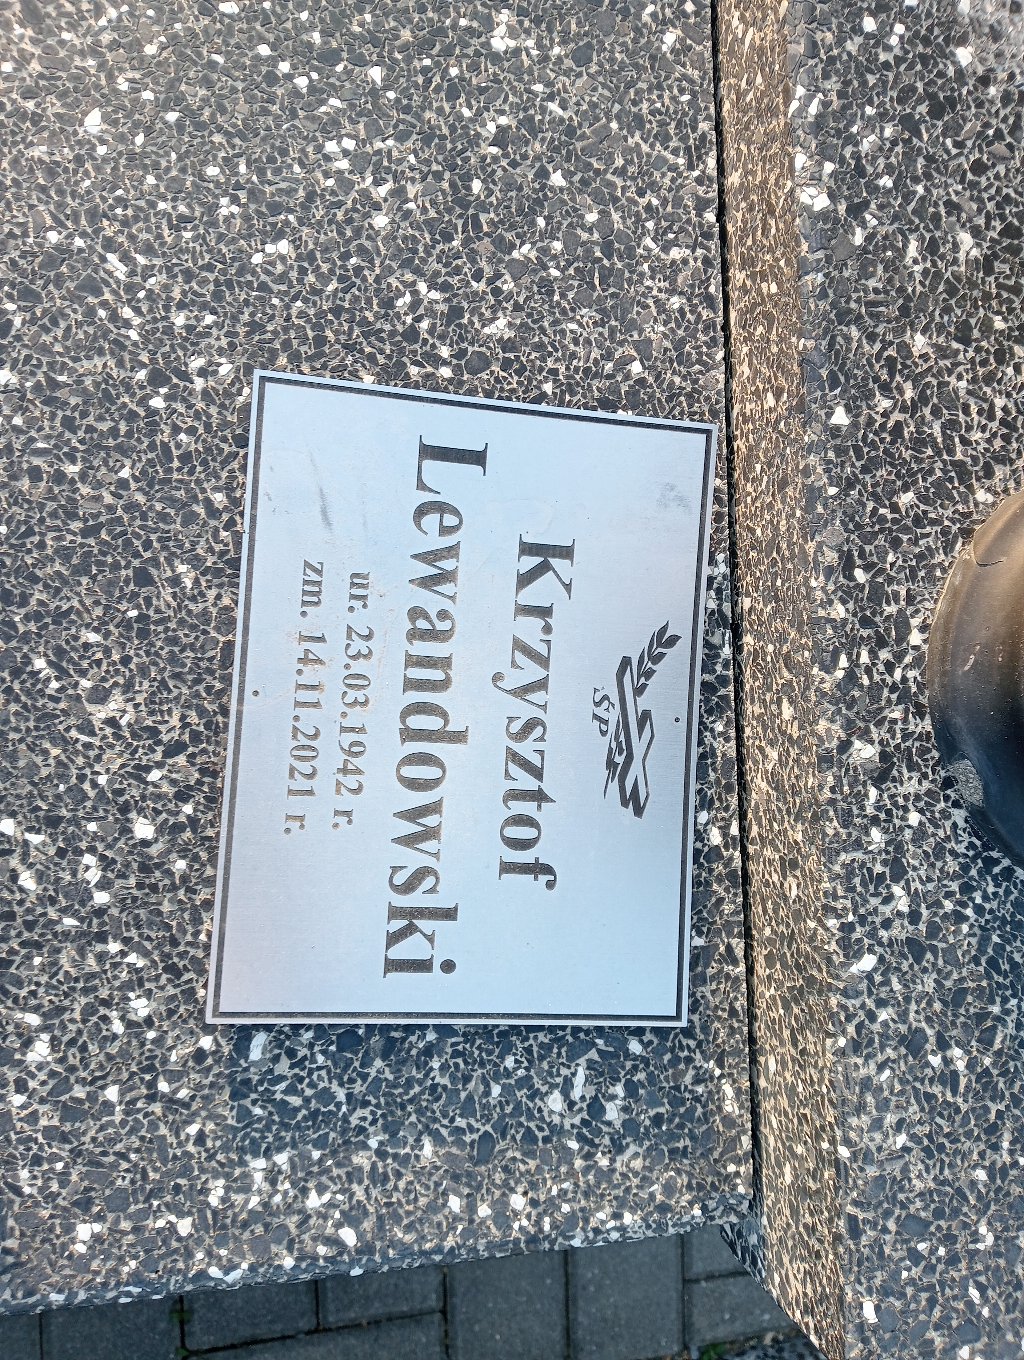 ŚP
Krzysztof
Lewandowski
ur. 23.03.1942 r.
zm. 14.11.2021 r.